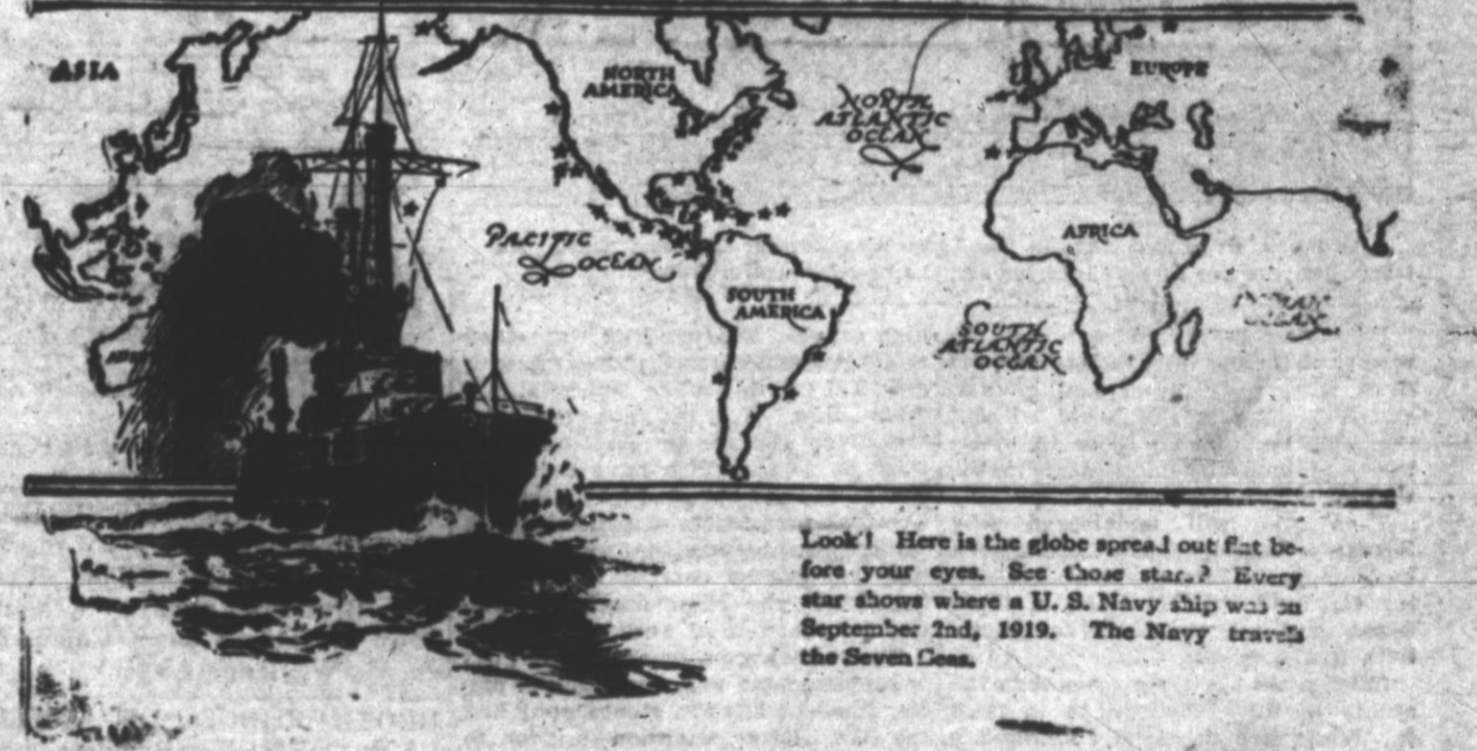 ASIA
NORTH
AMERICA
NORTH
ATLANTIC
OCEAN
EUROPE
PACIFIC
OCEAN
AFRICA
SOUTH
AMERICA
SOUTH
ATLANTIC
OCEAN
INDIAN
OCEAN
Look! Here is the globe spread out flat be-
fore your eyes. See those stars? Every
star shows where a U. S. Navy ship was on
September 2nd, 1919. The Navy travels
the Seven Seas.